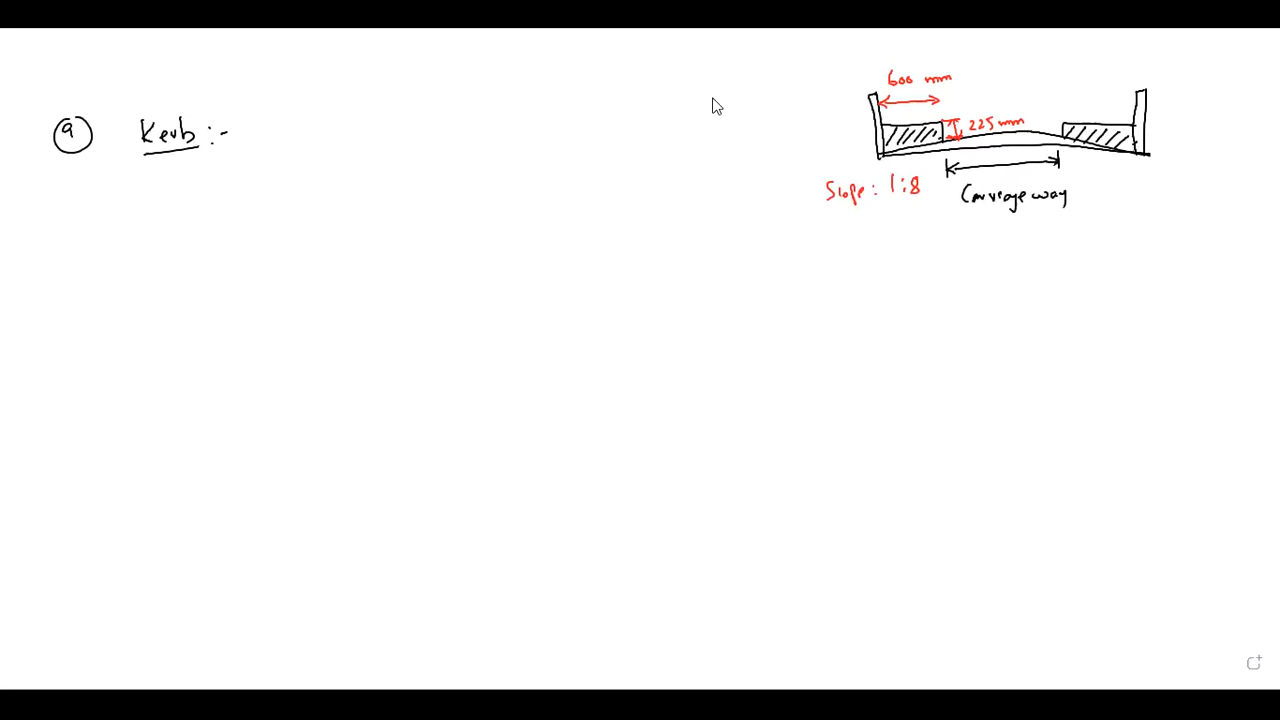 9 Kerb :-
600 mm
225 mm
Slope : 1:8
Carriage way